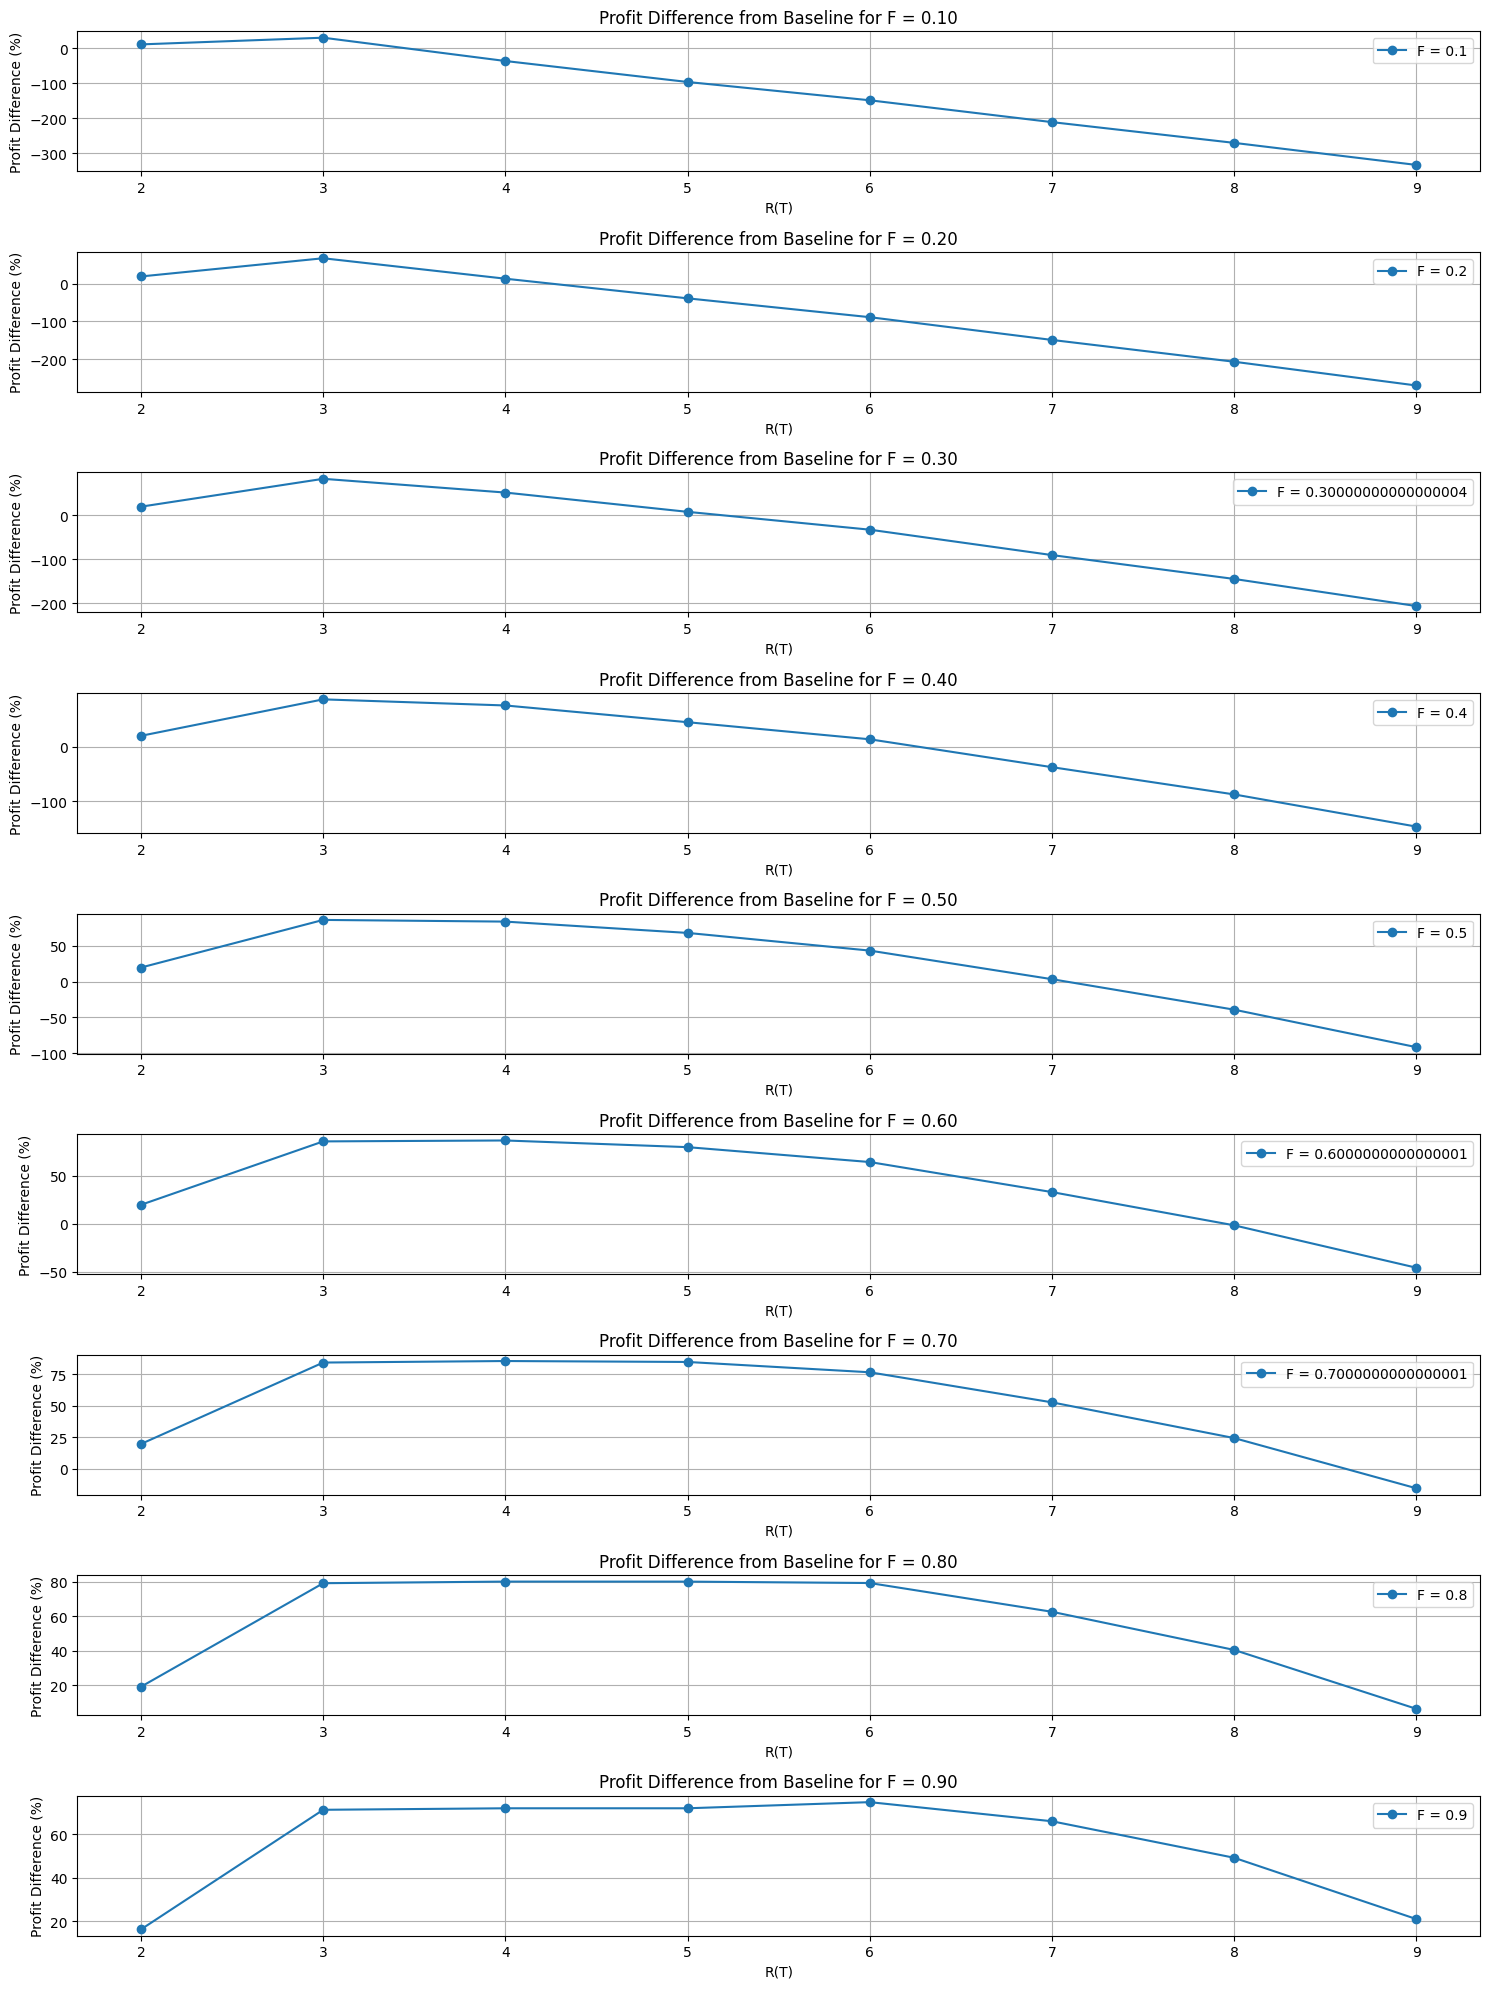 Profit Difference from Baseline for F = 0.10
Profit Difference (%)
0
−100
−200
−300
F = 0.1
2 3 4 5 6 7 8 9
R(T)
Profit Difference from Baseline for F = 0.20
Profit Difference (%)
0
−100
−200
F = 0.2
2 3 4 5 6 7 8 9
R(T)
Profit Difference from Baseline for F = 0.30
Profit Difference (%)
0
−100
−200
F = 0.30000000000000004
2 3 4 5 6 7 8 9
R(T)
Profit Difference from Baseline for F = 0.40
Profit Difference (%)
0
−100
F = 0.4
2 3 4 5 6 7 8 9
R(T)
Profit Difference from Baseline for F = 0.50
Profit Difference (%)
50
0
−50
−100
F = 0.5
2 3 4 5 6 7 8 9
R(T)
Profit Difference from Baseline for F = 0.60
Profit Difference (%)
50
0
−50
F = 0.6000000000000001
2 3 4 5 6 7 8 9
R(T)
Profit Difference from Baseline for F = 0.70
Profit Difference (%)
75
50
25
0
F = 0.7000000000000001
2 3 4 5 6 7 8 9
R(T)
Profit Difference from Baseline for F = 0.80
Profit Difference (%)
80
60
40
20
F = 0.8
2 3 4 5 6 7 8 9
R(T)
Profit Difference from Baseline for F = 0.90
Profit Difference (%)
60
40
20
F = 0.9
2 3 4 5 6 7 8 9
R(T)